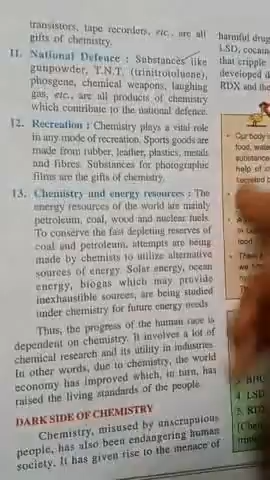 transistors, tape recorders, etc., are all
gifts of chemistry.
11. National Defence : Substances like
gunpowder, T.N.T. (trinitrotoluene),
phosgene, chemical weapons, laughing
gas, etc., are all products of chemistry
which contribute to the national defence.
12. Recreation : Chemistry plays a vital role
in any mode of recreation. Sports goods are
made from rubber, leather, plastics, metals
and fibres. Substances for photographic
films are the gifts of chemistry.
13. Chemistry and energy resources : The
energy resources of the world are mainly
petroleum, coal, wood and nuclear fuels.
To conserve the fast depleting reserves of
coal and petroleum, attempts are being
made by chemists to utilize alternative
sources of energy. Solar energy, ocean
energy, biogas which may provide
inexhaustible sources, are being studied
under chemistry for future energy needs
Thus, the progress of the human race is
dependent on chemistry. It involves a lot of
chemical research and its utility in industries
In other words, due to chemistry, the world
economy has improved which, in turn, has
raised the living standards of the people.
DARK SIDE OF CHEMISTRY
Chemistry, misused by unscrupulous
people, has also been endangering human
society. It has given rise to the menace of
harmful drug
LSD, cocain
that cripple
developed
RDX and the
Our body
food, wate
substance
help of
food
4 LSD
5. RD